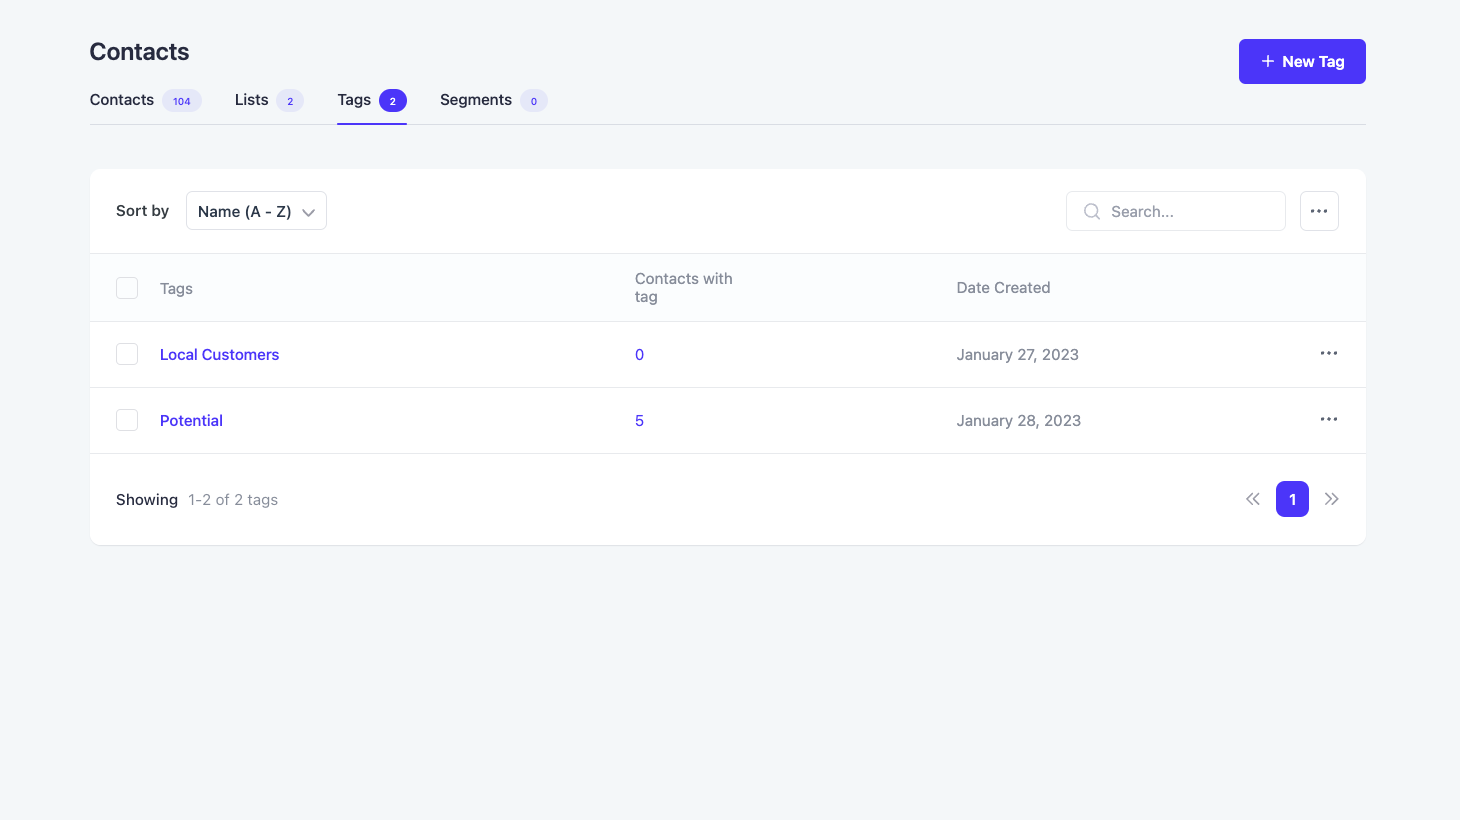 Contacts
New Tag
Contacts 104 Lists 2 Tags 2 Segments 0
Sort by Name (A - Z) Search...
Tags Contacts with tag Date Created
Local Customers 0 January 27, 2023
Potential 5 January 28, 2023
Showing 1-2 of 2 tags 1